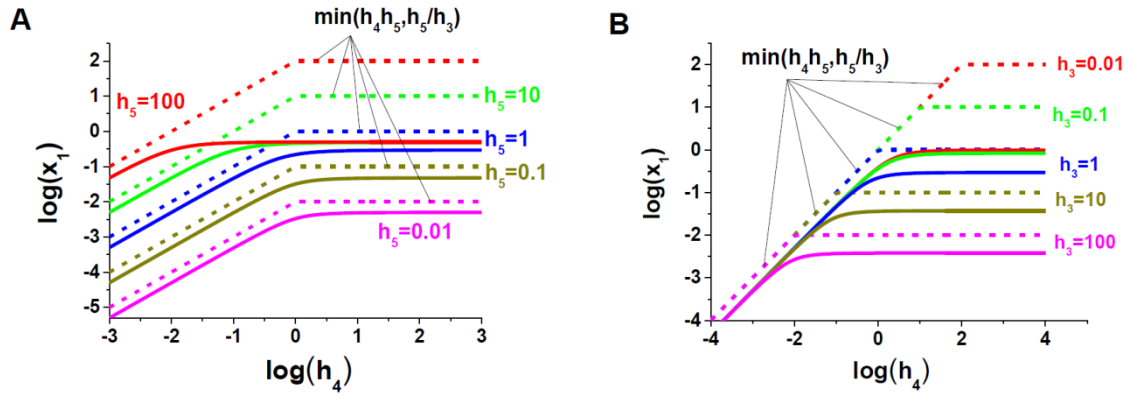 A
min(h₄h₅,h₅/h₃)
h₅=100
h₅=10
h₅=1
h₅=0.1
h₅=0.01
log(x₁)
2
1
0
-1
-2
-3
-4
-5
-3 -2 -1 0 1 2 3
log(h₄)
B
min(h₄h₅,h₅/h₃)
h₃=0.01
h₃=0.1
h₃=1
h₃=10
h₃=100
log(x₁)
2
1
0
-1
-2
-3
-4
-4 -2 0 2 4
log(h₄)